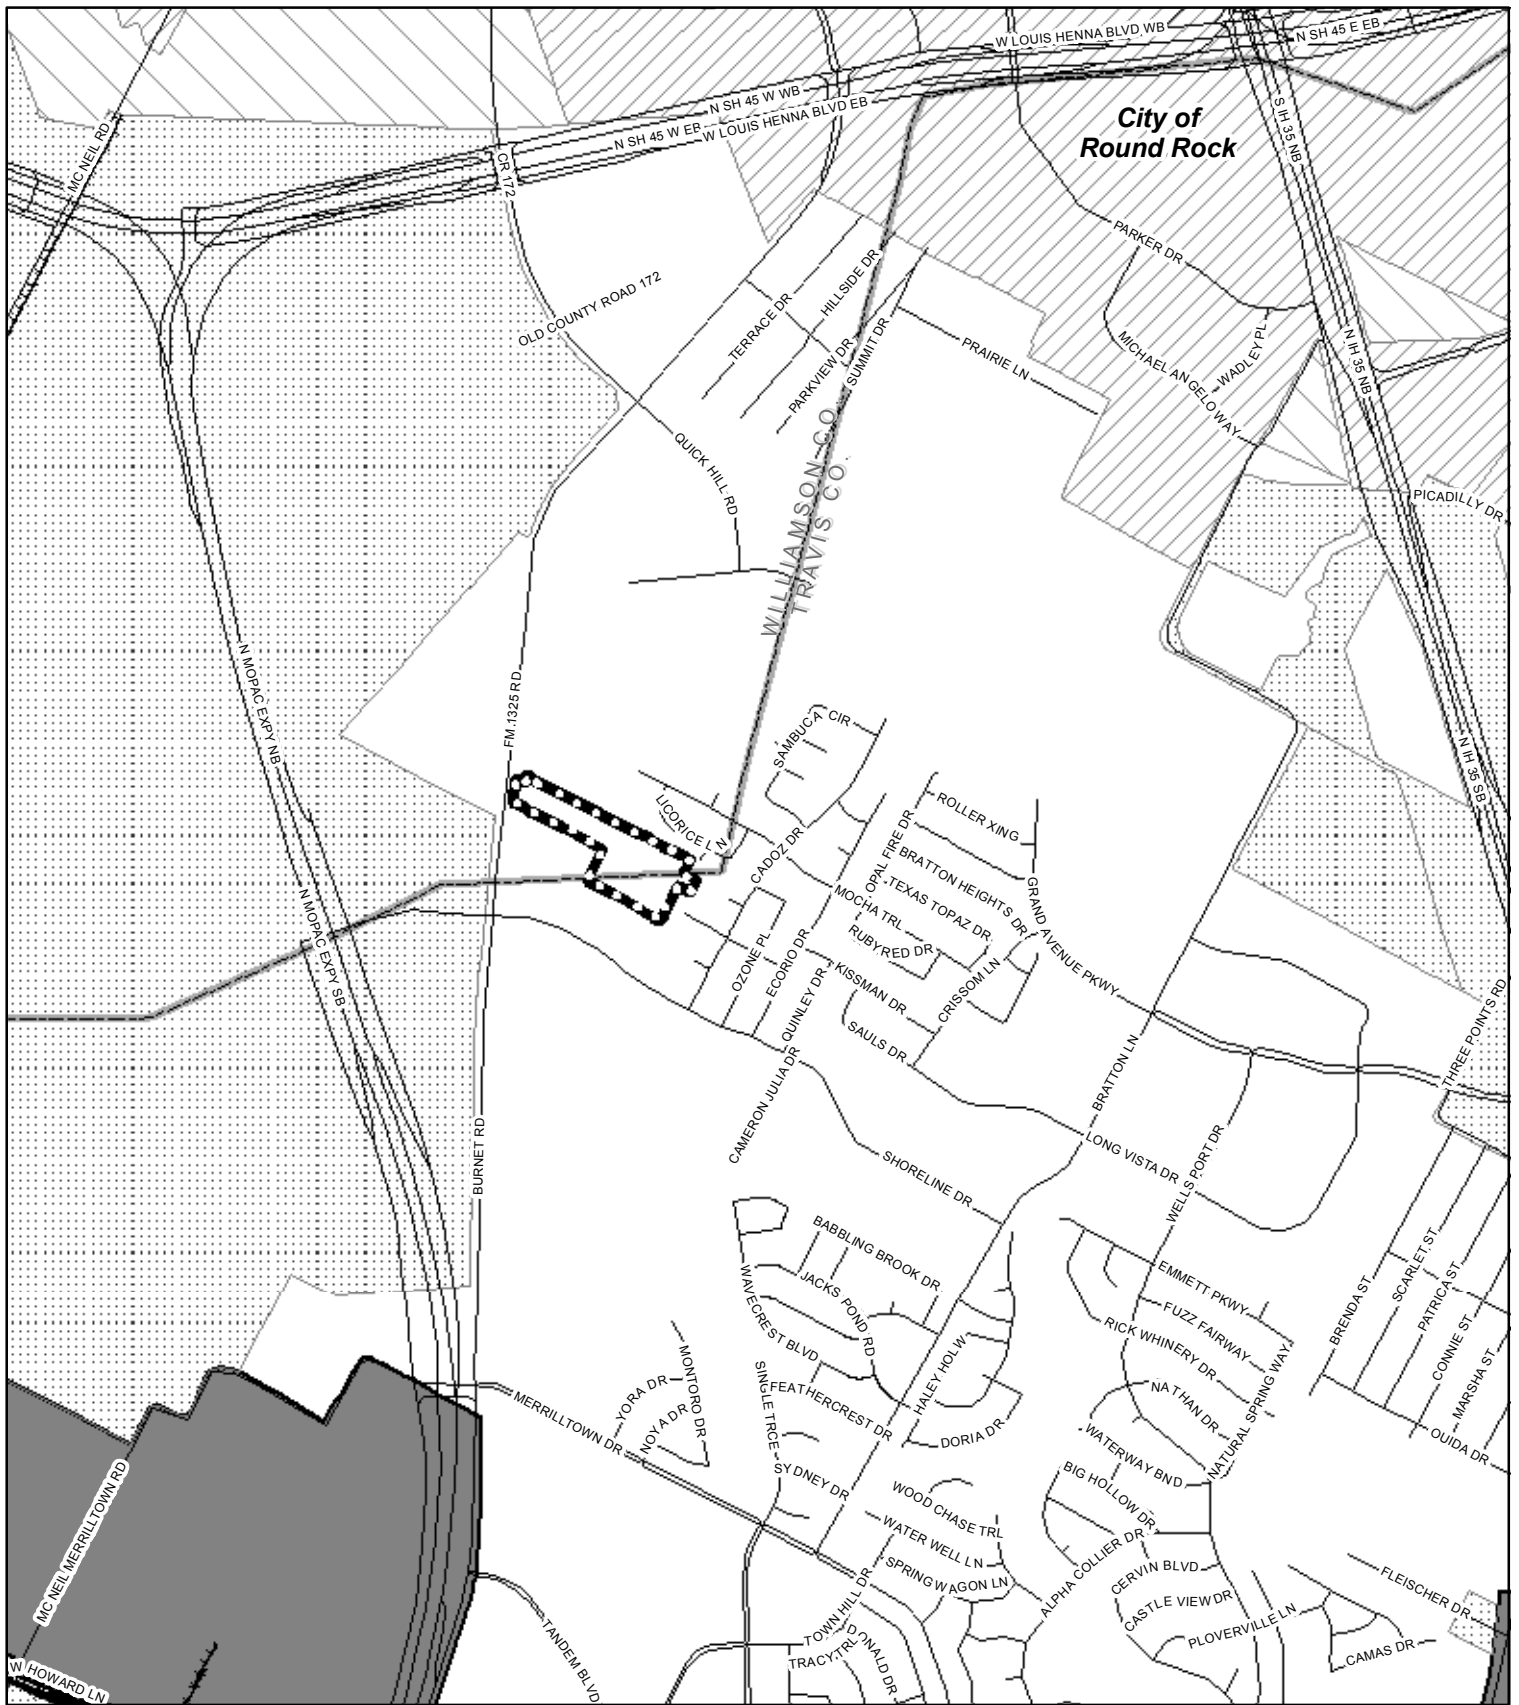 W LOUIS HENNA BLVD WB
N SH 45 E EB
N SH 45 W WB
W LOUIS HENNA BLVD EB
N SH 45 W EB
City of
Round Rock
S IH 35 NB
MC NEIL RD
CR 172
PARKER DR
OLD COUNTY ROAD 172
HILLSIDE DR
TERRACE DR
PARKVIEW DR
SUMMIT DR
PRAIRIE LN
MICHAEL ANGELO WAY
WADLEY PL
N IH 35 NB
QUICK HILL RD
WILLIAMSON CO.
TRAVIS CO.
PICADILLY DR
N MOPAC EXPY NB
FM 1325 RD
SAMBUCA CIR
N IH 35 SB
LICORICE LN
CADOZ DR
OPAL FIRE DR
ROLLER XING
BRATTON HEIGHTS DR
TEXAS TOPAZ DR
MOCHA TRL
RUBYRED DR
GRAND AVENUE PKWY
N MOPAC EXPY SB
OZONE PL
ECORIO DR
QUINLEY DR
KISSMAN DR
CRISSOM LN
SAULS DR
CAMERON JULIA DR
BRATTON LN
THREE POINTS RD
BURNET RD
SHORELINE DR
LONG VISTA DR
WELLS PORT DR
BABBLING BROOK DR
JACKS POND RD
WAVECREST BLVD
EMMETT PKWY
FUZZ FAIRWAY
RICK WHINERY DR
BRENDA ST
SCARLET ST
PATRICA ST
CONNIE ST
MARSHA ST
MONTORO DR
YORA DR
NOYA DR
MERRILLTOWN DR
SINGLE TRCE
FEATHERCREST DR
HALEY HOLW
DORIA DR
NATHAN DR
NATURAL SPRING WAY
WATERWAY BND
OUIDA DR
SYDNEY DR
WOOD CHASE TRL
BIG HOLLOW DR
WATER WELL LN
SPRING WAGON LN
ALPHA COLLIER DR
CERVIN BLVD
CASTLE VIEW DR
PLOVERVILLE LN
FLEISCHER DR
CAMAS DR
MC NEIL MERRILLTOWN RD
W HOWARD LN
TANDEM BLVD
TOWN HILL DR
TRACY TRL
DONALD DR